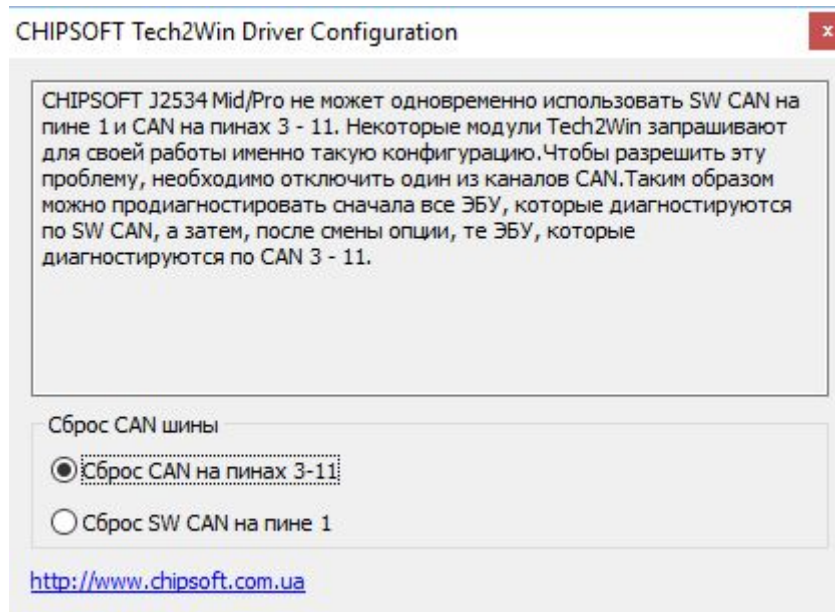 CHIPSOFT Tech2Win Driver Configuration
x
CHIPSOFT J2534 Mid/Pro не может одновременно использовать SW CAN на
пине 1 и CAN на пинах 3 - 11. Некоторые модули Tech2Win запрашивают
для своей работы именно такую конфигурацию.Чтобы разрешить эту
проблему, необходимо отключить один из каналов CAN.Таким образом
можно продиагностировать сначала все ЭБУ, которые диагностируются
по SW CAN, а затем, после смены опции, те ЭБУ, которые
диагностируются по CAN 3 - 11.
Сброс CAN шины
Сброс CAN на пинах 3-11
Сброс SW CAN на пине 1
http://www.chipsoft.com.ua